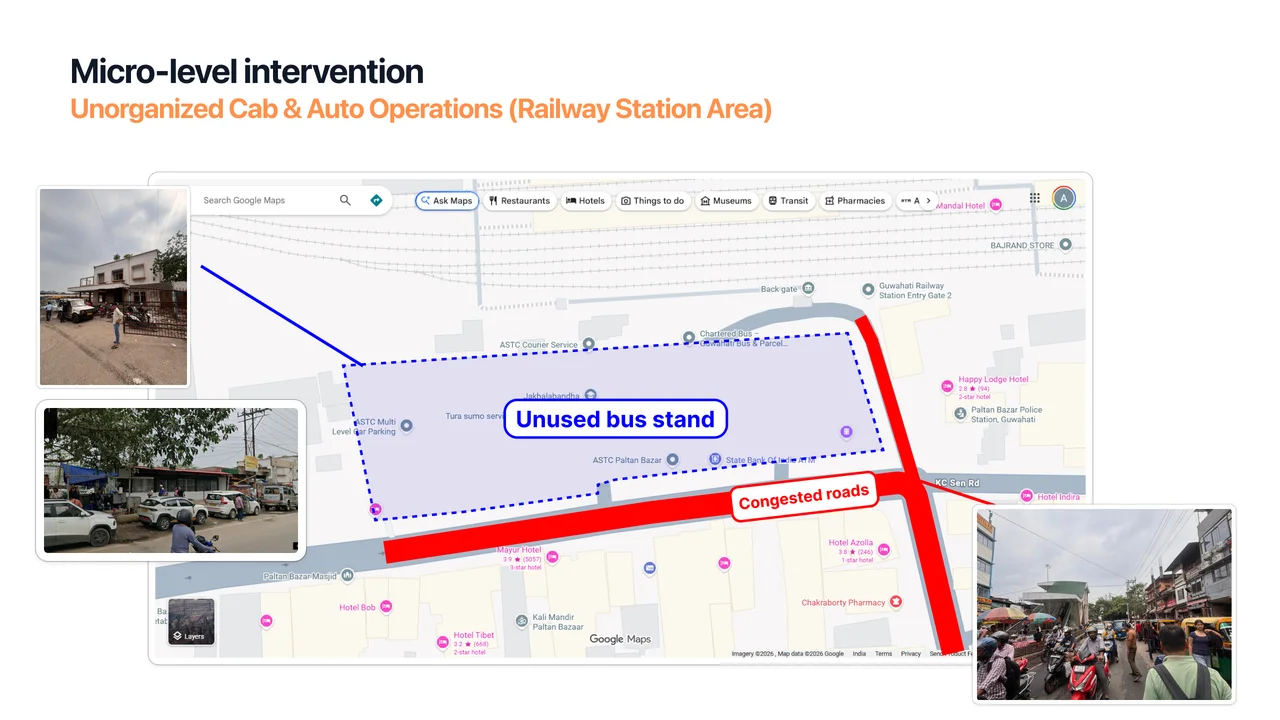 Micro-level intervention
Unorganized Cab & Auto Operations (Railway Station Area)
Search Google Maps
Ask Maps
Restaurants
Hotels
Things to do
Museums
Transit
Pharmacies
ATM A
A
Mandal Hotel
BAJRAND STORE
Back gate
Guwahati Railway
Station Entry Gate 2
ASTC Courier Service
Chartered Bus –
Guwahati Bus & Parcel...
Happy Lodge Hotel
2.8 ★ (94)
2-star hotel
Jakhalabandha
Tura sumo servi
Unused bus stand
ASTC Multi
Level Car Parking
Paltan Bazar Police
Station, Guwahati
ASTC Paltan Bazar
State Bank Of India ATM
Congested roads
KC Sen Rd
Hotel Indira
Mayur Hotel
3.9 ★ (5057)
3-star hotel
Hotel Azolla
3.8 ★ (246)
1-star hotel
Paltan Bazar Masjid
Hotel Bob
Chakraborty Pharmacy
Kali Mandir
Paltan Bazaar
Ba
Layers
Hotel Tibet
3.2 ★ (668)
2-star hotel
Google Maps
Imagery ©2026 , Map data ©2026 Google India Terms Privacy Send Product Fe